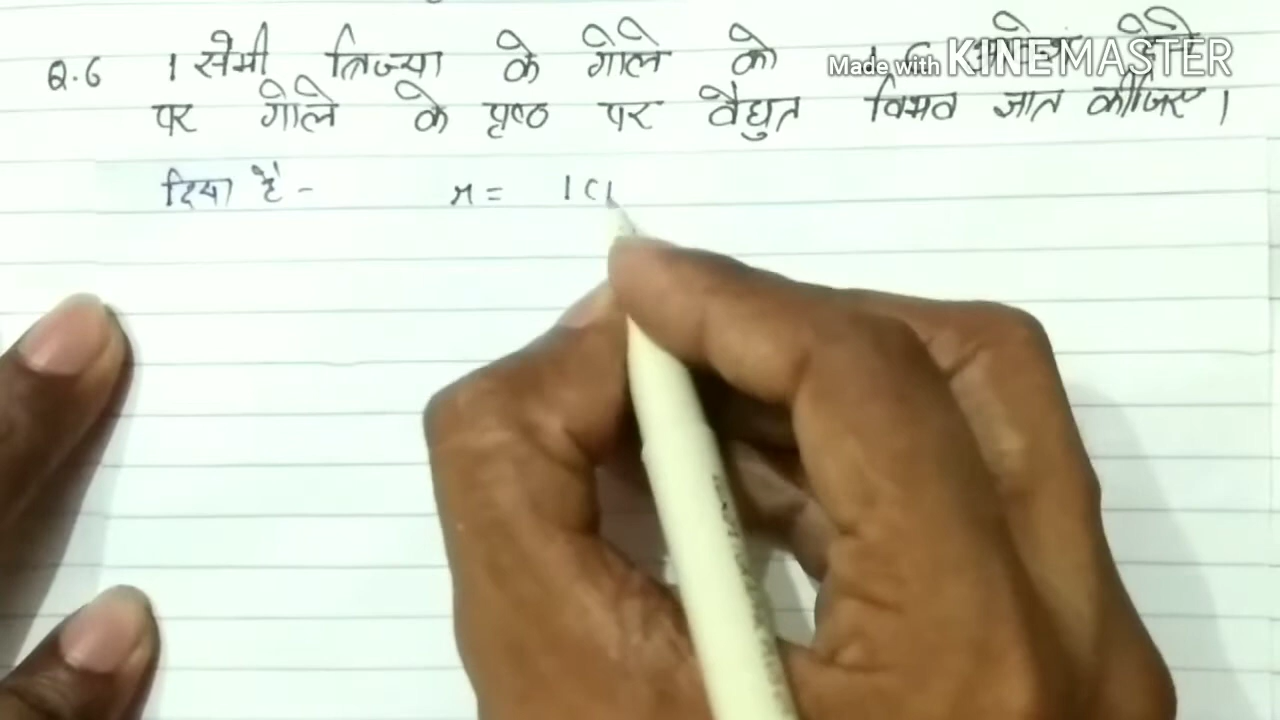 Q.6 1 सेमी त्रिज्या के गोले को
Made with KINEMASTER
पर गोले के पृष्ठ पर वैद्युत विभव ज्ञात कीजिए।
दिया है - r = 1 c